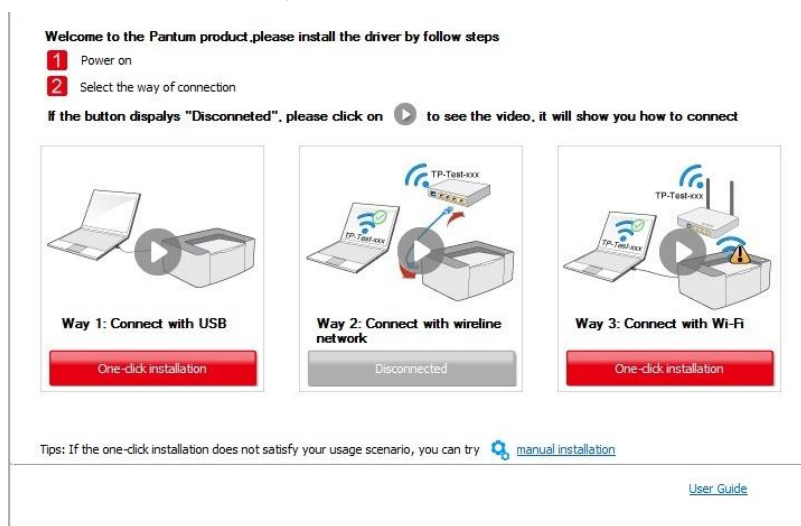 Welcome to the Pantum product,please install the driver by follow steps
1 Power on
2 Select the way of connection
If the button dispalys "Disconneted", please click on to see the video, it will show you how to connect
TP-Test-xxx
TP-Test-xxx
TP-Test-xxx
TP-Test-xxx
Way 1: Connect with USB
Way 2: Connect with wireline
network
Way 3: Connect with Wi-Fi
One-click installation
Disconnected
One-click installation
Tips: If the one-click installation does not satisfy your usage scenario, you can try manual installation
User Guide